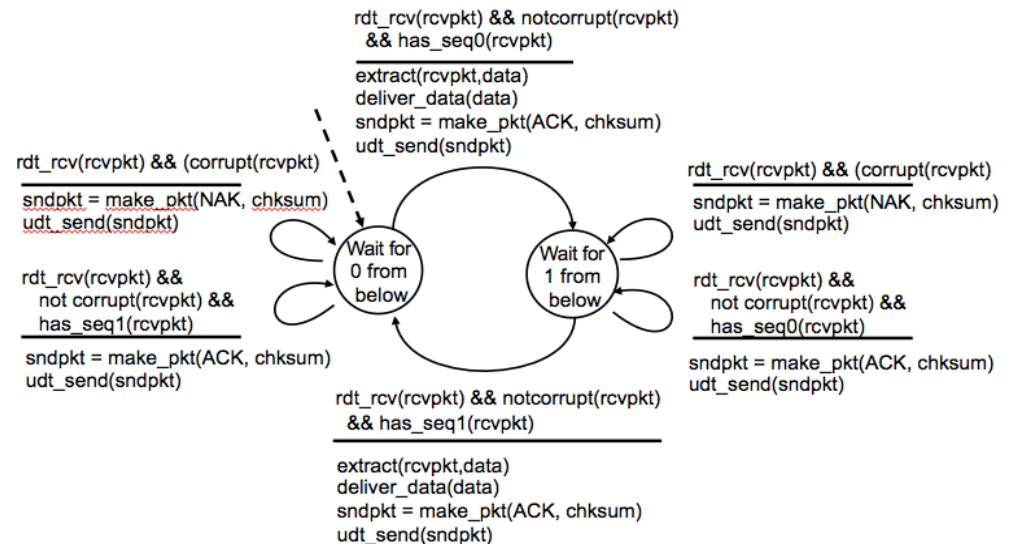 rdt_rcv(rcvpkt) && notcorrupt(rcvpkt)
&& has_seq0(rcvpkt)
extract(rcvpkt,data)
deliver_data(data)
sndpkt = make_pkt(ACK, chksum)
udt_send(sndpkt)
rdt_rcv(rcvpkt) && (corrupt(rcvpkt)
sndpkt = make_pkt(NAK, chksum)
udt_send(sndpkt)
rdt_rcv(rcvpkt) &&
not corrupt(rcvpkt) &&
has_seq1(rcvpkt)
sndpkt = make_pkt(ACK, chksum)
udt_send(sndpkt)
Wait for
0 from
below
Wait for
1 from
below
rdt_rcv(rcvpkt) && (corrupt(rcvpkt)
sndpkt = make_pkt(NAK, chksum)
udt_send(sndpkt)
rdt_rcv(rcvpkt) &&
not corrupt(rcvpkt) &&
has_seq0(rcvpkt)
sndpkt = make_pkt(ACK, chksum)
udt_send(sndpkt)
rdt_rcv(rcvpkt) && notcorrupt(rcvpkt)
&& has_seq1(rcvpkt)
extract(rcvpkt,data)
deliver_data(data)
sndpkt = make_pkt(ACK, chksum)
udt_send(sndpkt)